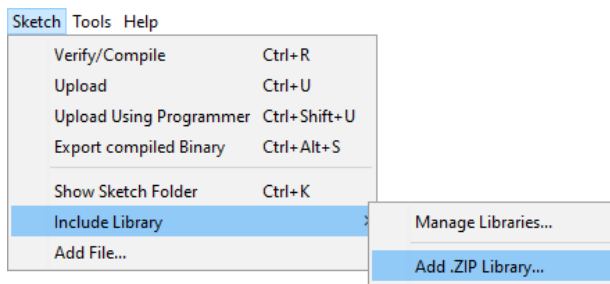 Sketch Tools Help
Verify/Compile Ctrl+R
Upload Ctrl+U
Upload Using Programmer Ctrl+Shift+U
Export compiled Binary Ctrl+Alt+S
Show Sketch Folder Ctrl+K
Include Library
Manage Libraries...
Add File...
Add .ZIP Library...